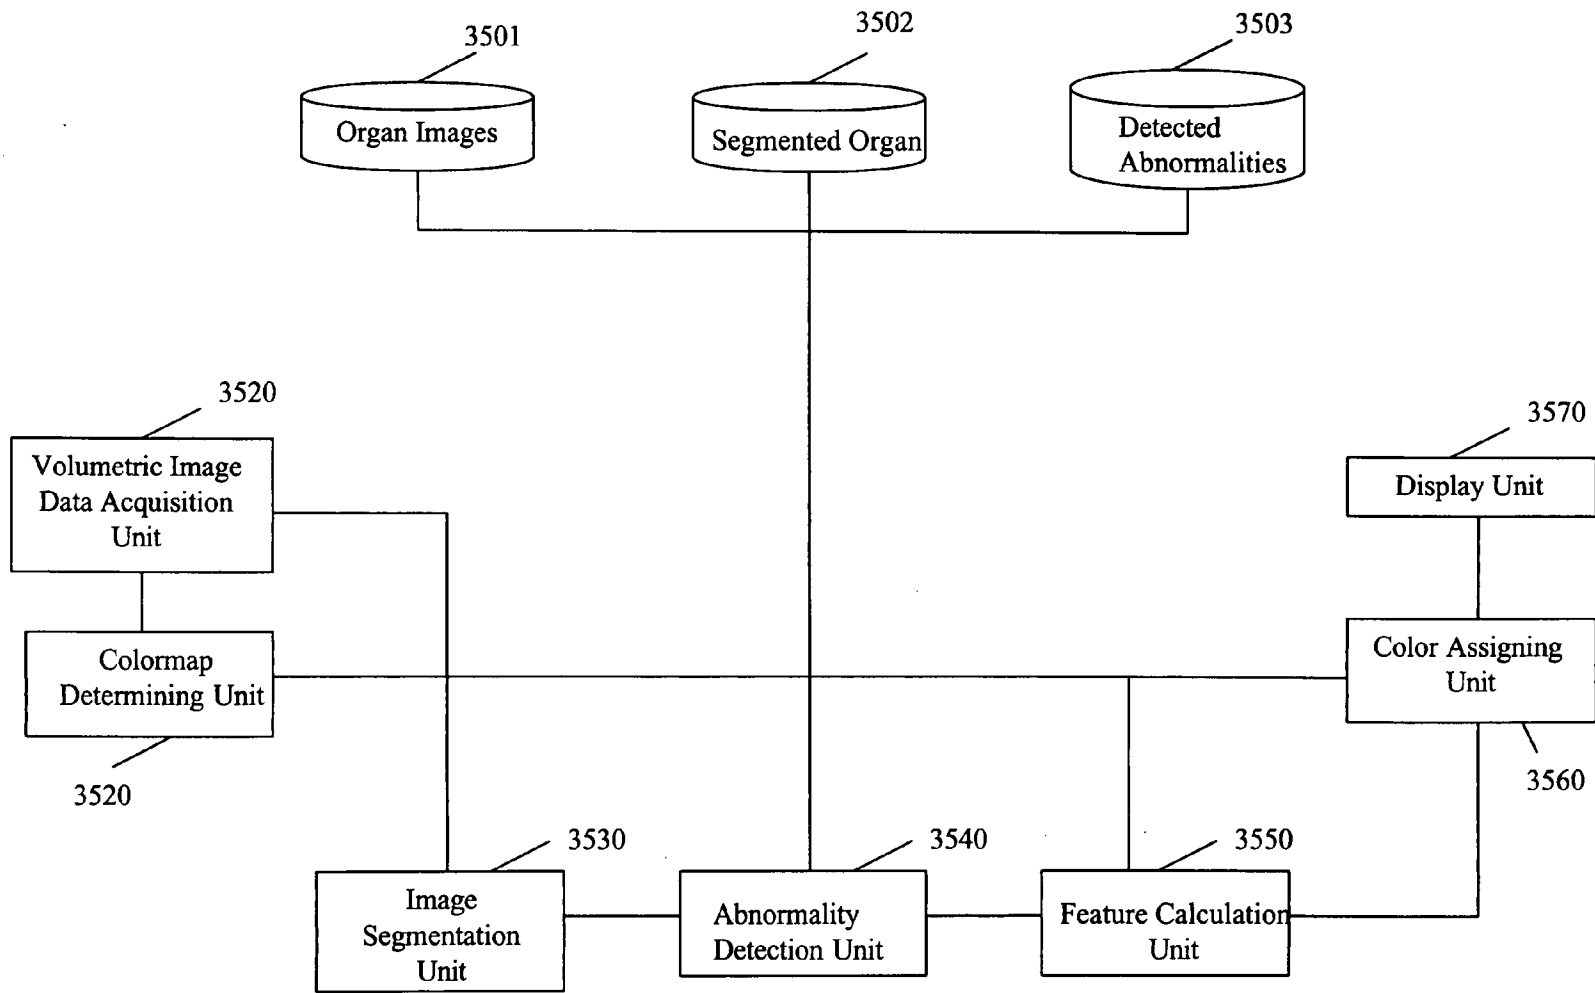 3501
3502
3503
Organ Images
Segmented Organ
Detected
Abnormalities
3520
Volumetric Image
Data Acquisition
Unit
3570
Display Unit
Colormap
Determining Unit
3520
Color Assigning
Unit
3560
3530
Image
Segmentation
Unit
3540
Abnormality
Detection Unit
3550
Feature Calculation
Unit